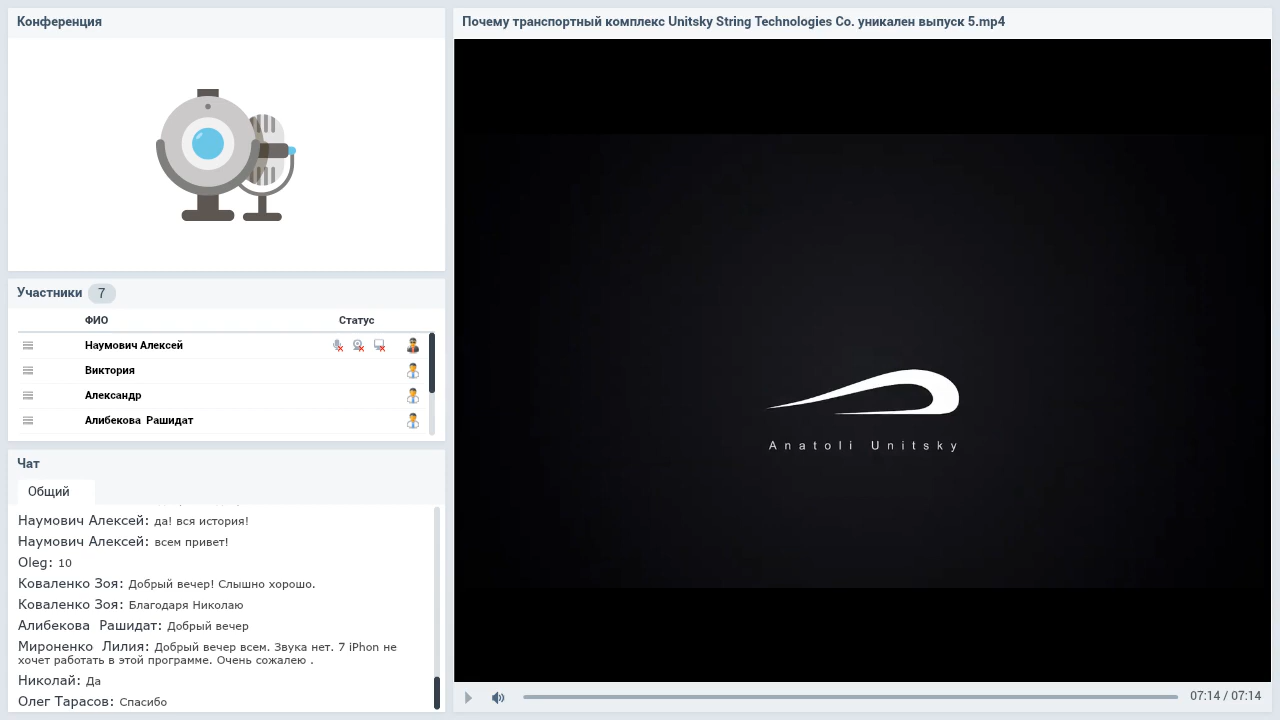 Конференция
Участники 7
ФИО Статус
Наумович Алексей
Виктория
Александр
Алибекова Рашидат
Чат
Общий
Наумович Алексей: да! вся история!
Наумович Алексей: всем привет!
Oleg: 10
Коваленко Зоя: Добрый вечер! Слышно хорошо.
Коваленко Зоя: Благодаря Николаю
Алибекова Рашидат: Добрый вечер
Мироненко Лилия: Добрый вечер всем. Звука нет. 7 iPhon не
хочет работать в этой программе. Очень сожалею .
Николай: Да
Олег Тарасов: Спасибо
Почему транспортный комплекс Unitsky String Technologies Co. уникален выпуск 5.mp4
Anatoli Unitsky
07:14 / 07:14